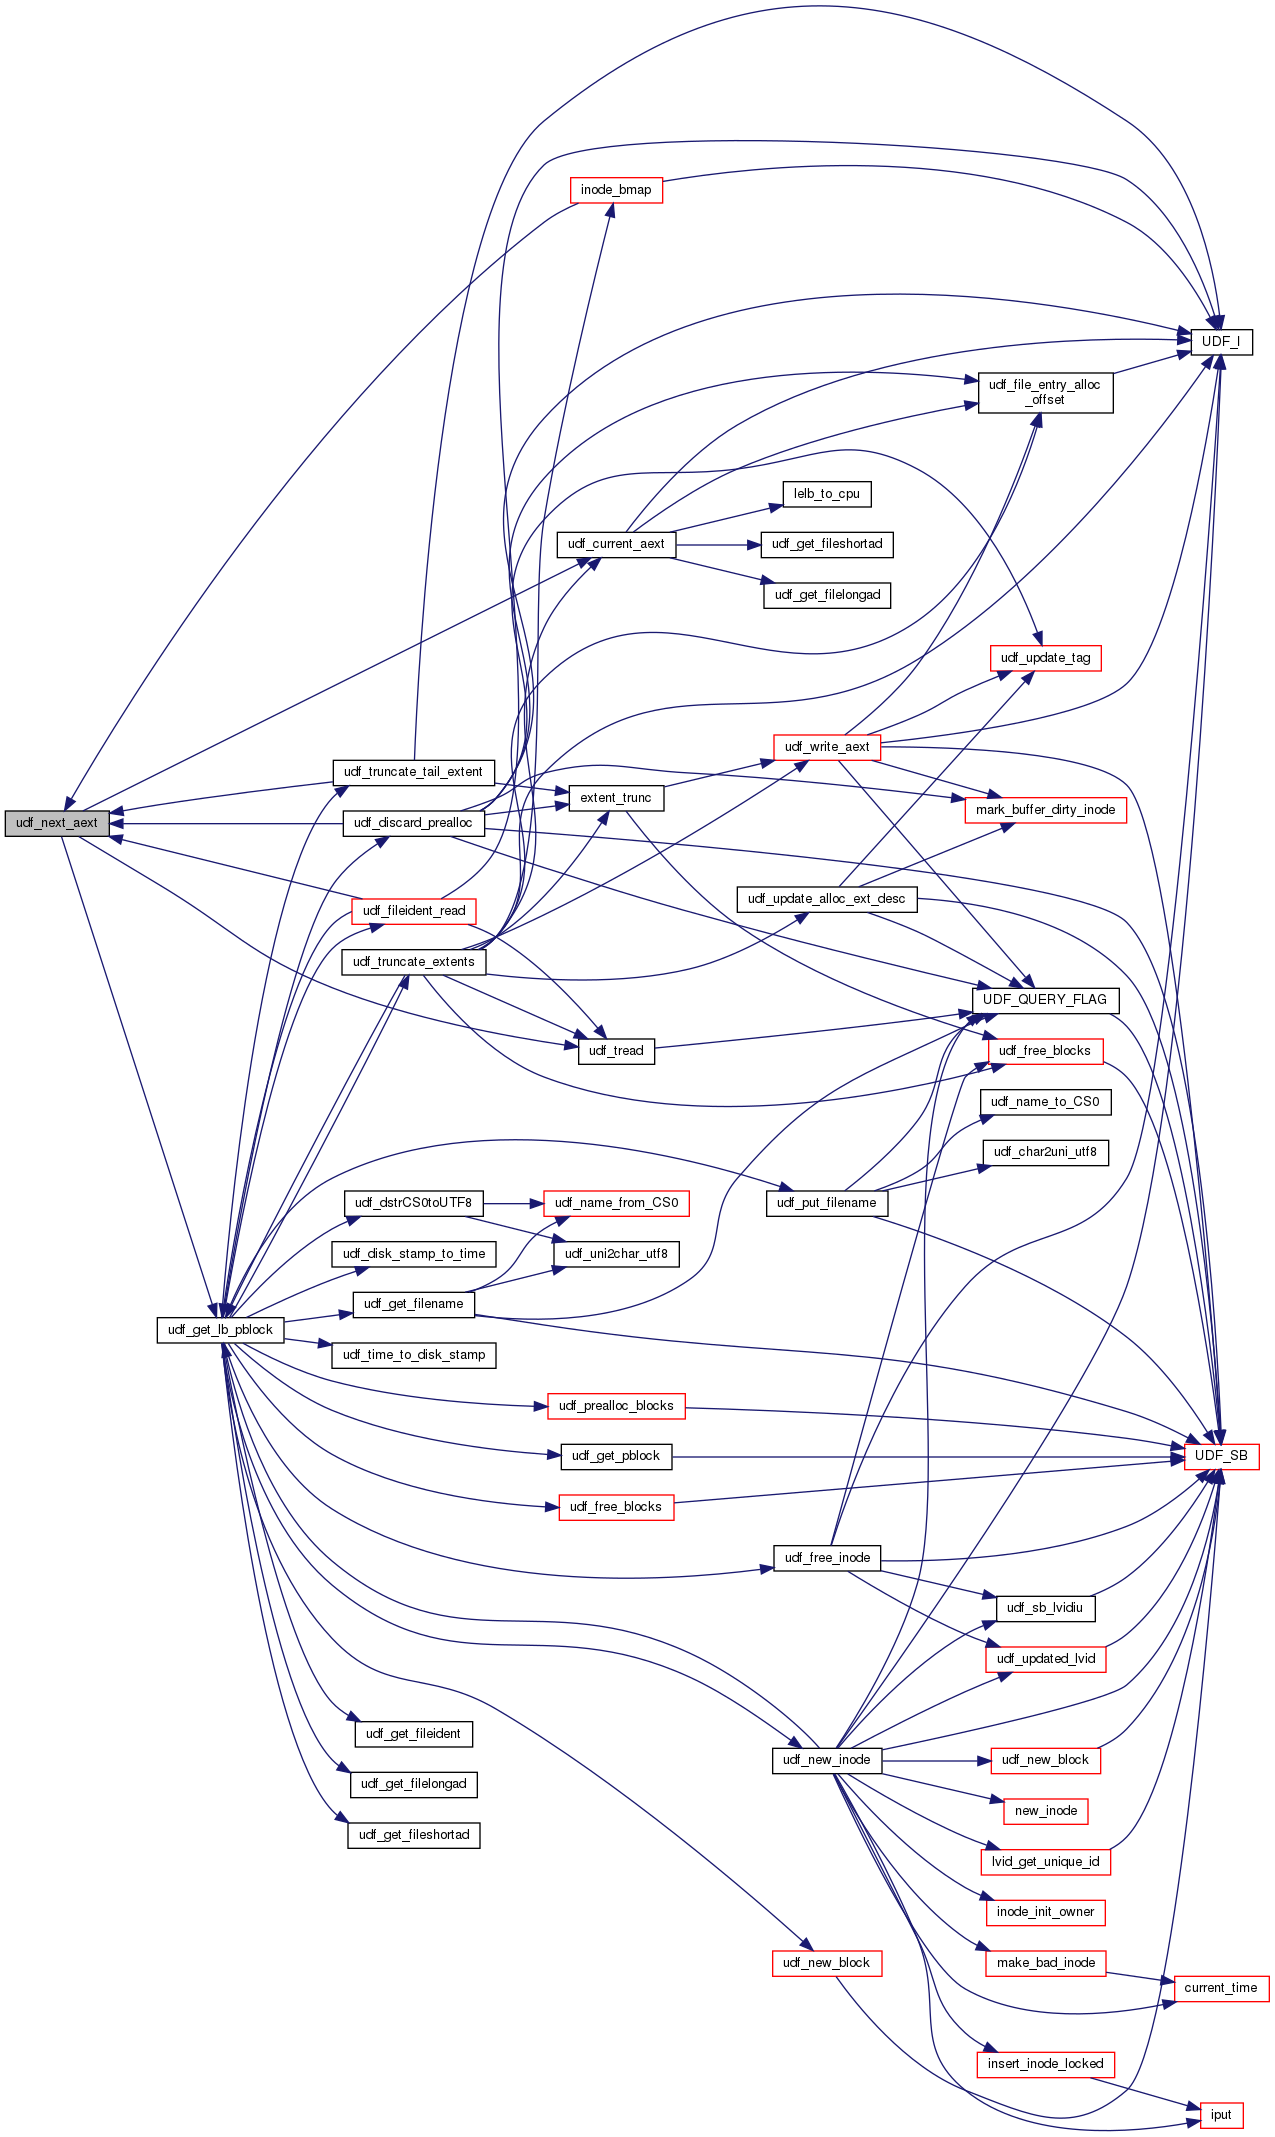 inode_bmap
UDF_I
udf_file_entry_alloc
_offset
lelb_to_cpu
udf_current_aext
udf_get_fileshortad
udf_get_filelongad
udf_update_tag
udf_write_aext
udf_truncate_tail_extent
extent_trunc
mark_buffer_dirty_inode
udf_next_aext
udf_discard_prealloc
udf_update_alloc_ext_desc
udf_fileident_read
udf_truncate_extents
UDF_QUERY_FLAG
udf_tread
udf_free_blocks
udf_name_to_CS0
udf_char2uni_utf8
udf_dstrCS0toUTF8
udf_name_from_CS0
udf_put_filename
udf_disk_stamp_to_time
udf_uni2char_utf8
udf_get_filename
udf_get_lb_pblock
udf_time_to_disk_stamp
udf_prealloc_blocks
udf_get_pblock
UDF_SB
udf_free_blocks
udf_free_inode
udf_sb_lvidiu
udf_updated_lvid
udf_get_fileident
udf_new_inode
udf_new_block
udf_get_filelongad
new_inode
udf_get_fileshortad
lvid_get_unique_id
inode_init_owner
udf_new_block
make_bad_inode
current_time
insert_inode_locked
iput